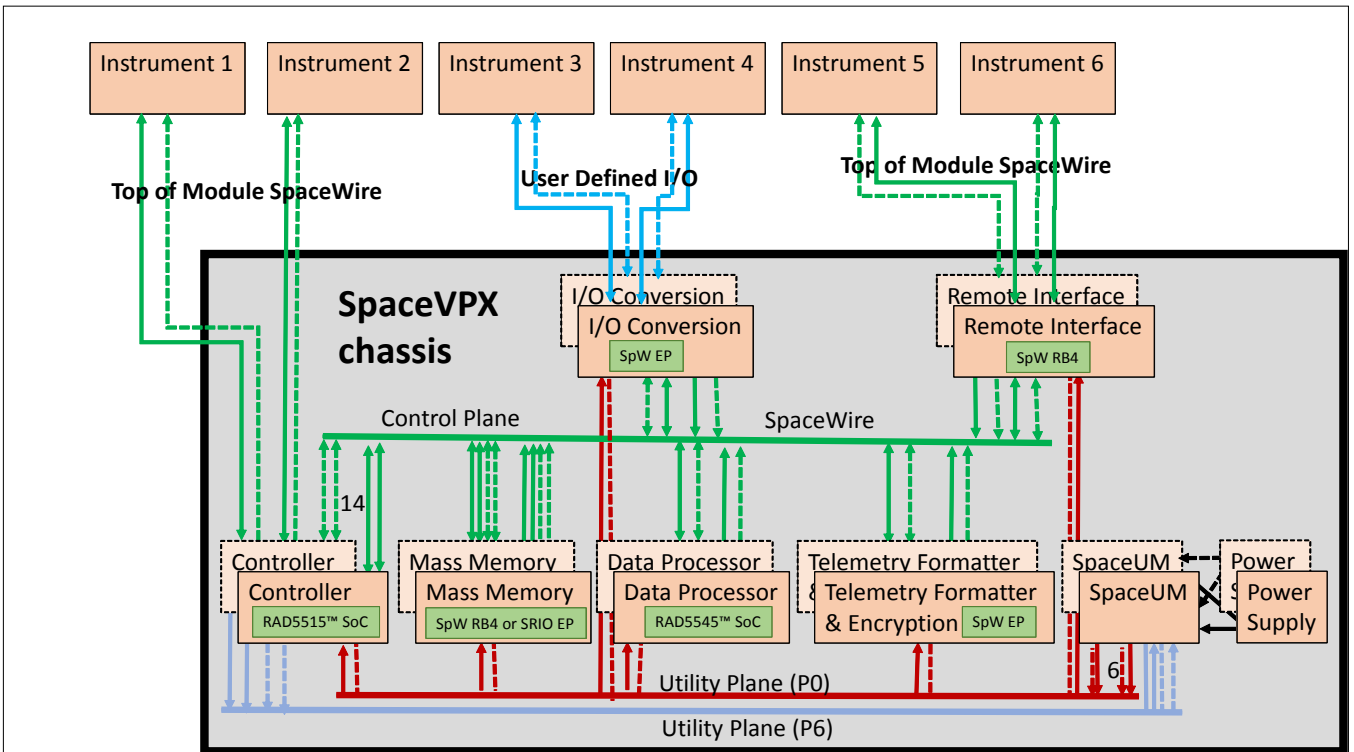 Instrument 1
Instrument 2
Instrument 3
Instrument 4
Instrument 5
Instrument 6
Top of Module SpaceWire
User Defined I/O
Top of Module SpaceWire
SpaceVPX
chassis
I/O Conversion
I/O Conversion
SpW EP
Remote Interface
Remote Interface
SpW RB4
Control Plane
SpaceWire
14
Controller
Controller
RAD5515™ SoC
Mass Memory
Mass Memory
SpW RB4 or SRIO EP
Data Processor
Data Processor
RAD5545™ SoC
Telemetry Formatter
&
Telemetry Formatter
& Encryption
SpW EP
SpaceUM
SpaceUM
Power
S
Power
Supply
6
Utility Plane (P0)
Utility Plane (P6)